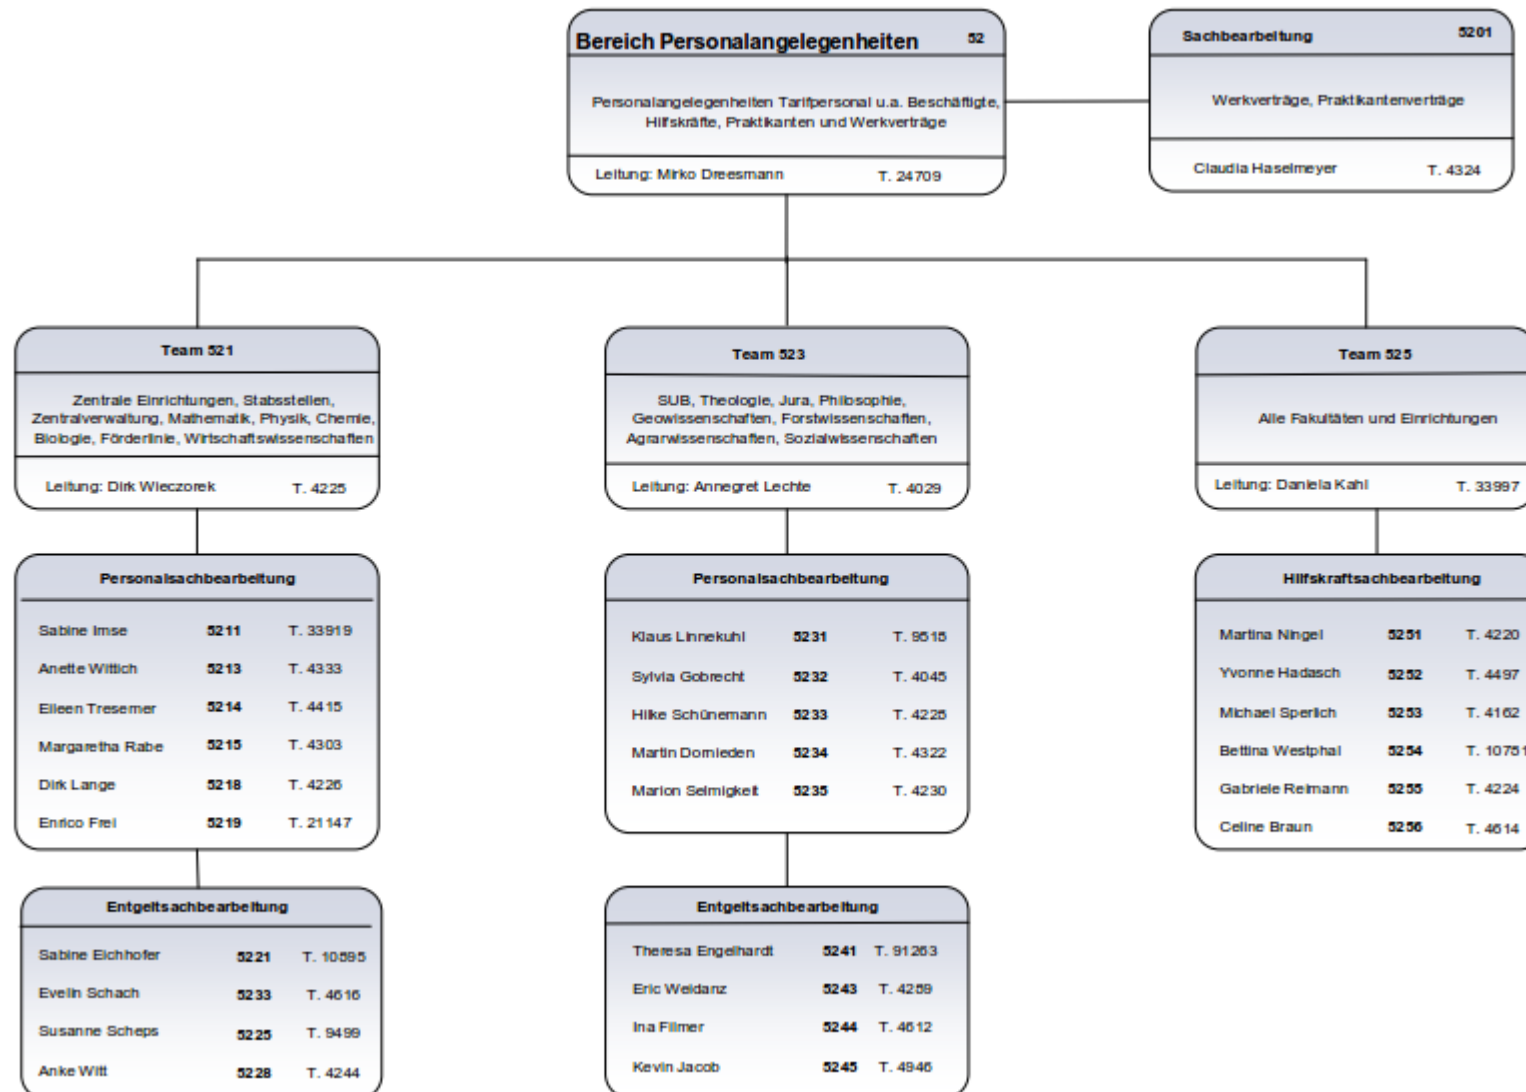 Bereich Personalangelegenheiten 52
Personalangelegenheiten Tarifpersonal u.a. Beschäftigte,
Hilfskräfte, Praktikanten und Werkverträge
Leitung: Mirko Dreesmann T. 24709
Sachbearbeitung 5201
Werkverträge, Praktikantenverträge
Claudia Haselmeyer T. 4324
Team 521
Zentrale Einrichtungen, Stabsstellen,
Zentralverwaltung, Mathematik, Physik, Chemie,
Biologie, Förderlinie, Wirtschaftswissenschaften
Leitung: Dirk Wieczorek T. 4225
Team 523
SUB, Theologie, Jura, Philosophie,
Geowissenschaften, Forstwissenschaften,
Agrarwissenschaften, Sozialwissenschaften
Leitung: Annegret Lechte T. 4029
Team 525
Alle Fakultäten und Einrichtungen
Leitung: Daniela Kahl T. 33997
Personalsachbearbeitung
Sabine Imse 5211 T. 33919
Anette Wittich 5213 T. 4333
Eileen Tresemer 5214 T. 4415
Margaretha Rabe 5215 T. 4303
Dirk Lange 5218 T. 4226
Enrico Frei 5219 T. 21147
Personalsachbearbeitung
Klaus Linnekuhl 5231 T.
Sylvia Gobrecht 5232 T. 4045
Hilke Schünemann 5233 T. 4228
Martin Dornieden 5234 T. 4322
Marion Selmigkeit 5235 T. 4230
Hilfskraftsachbearbeitung
Martina Ningel 5251 T. 4220
Yvonne Hadasch 5252 T. 4497
Michael Sperlich 5253 T. 4162
Bettina Westphal 5254 T.
Gabriele Reimann 5255 T. 4224
Celine Braun 5256 T. 4614
Entgeltsachbearbeitung
Sabine Eichhofer 5221 T.
Evelin Schach 5233 T. 4616
Susanne Scheps 5225 T. 9499
Anke Witt 5228 T. 4244
Entgeltsachbearbeitung
Theresa Engelhardt 5241 T. 91263
Eric Weidanz 5243 T. 4289
Ina Filmer 5244 T. 4612
Kevin Jacob 5245 T. 4946